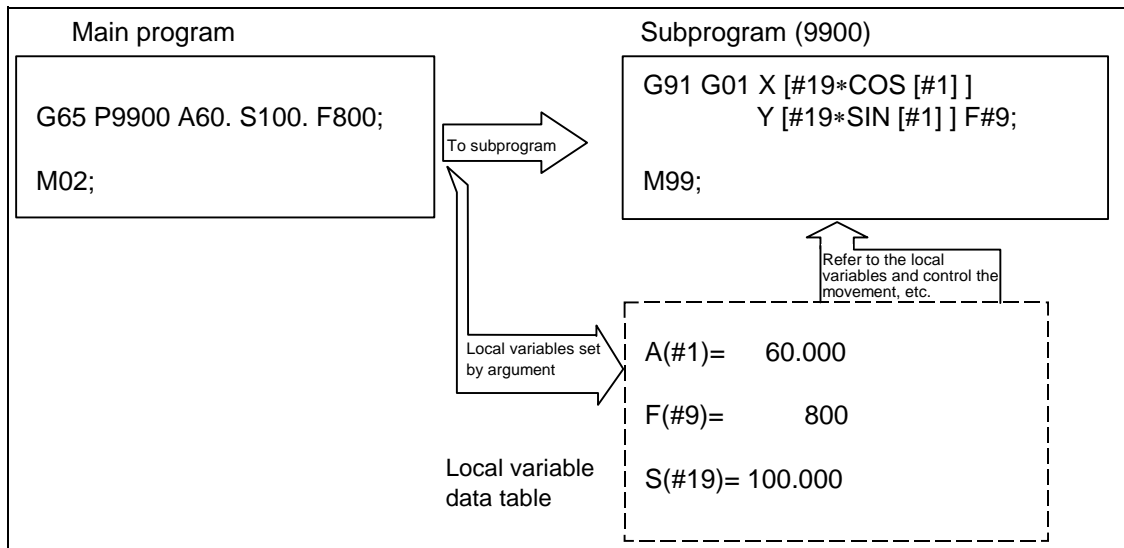 Main program
G65 P9900 A60. S100. F800;
M02;
To subprogram
Subprogram (9900)
G91 G01 X [#19∗COS [#1] ]
Y [#19∗SIN [#1] ] F#9;
M99;
Refer to the local
variables and control the
movement, etc.
Local variables set
by argument
Local variable
data table
A(#1)= 60.000
F(#9)= 800
S(#19)= 100.000